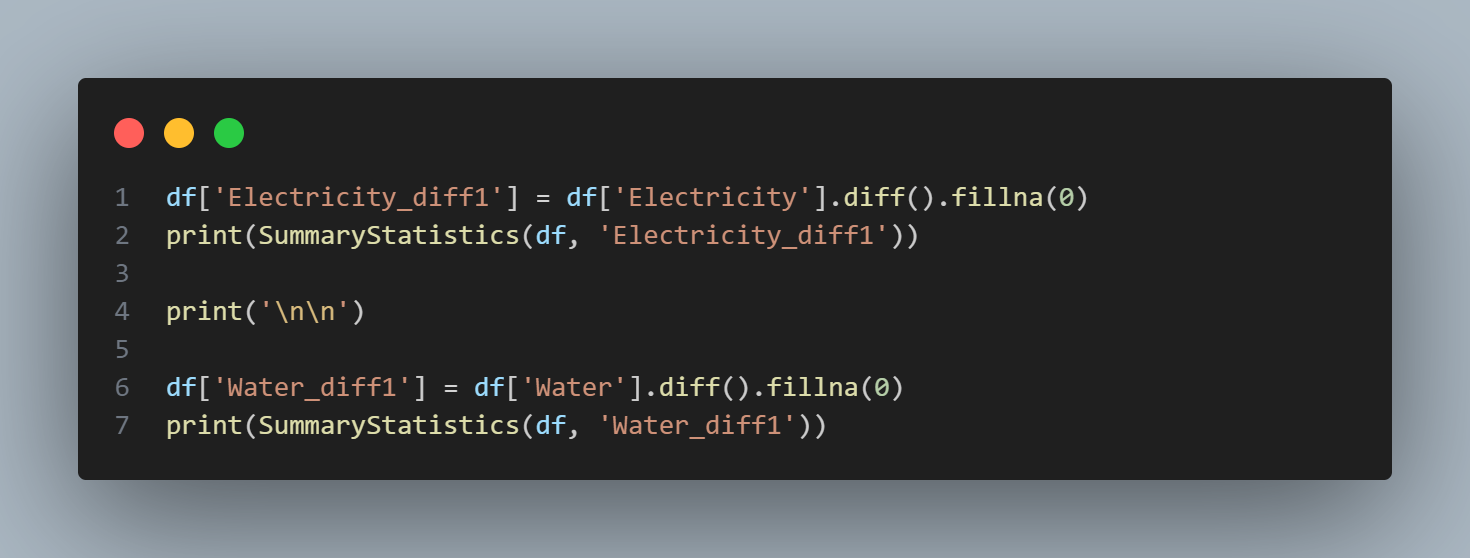 1 df['Electricity_diff1'] = df['Electricity'].diff().fillna(0)
2 print(SummaryStatistics(df, 'Electricity_diff1'))
3
4 print('\n\n')
5
6 df['Water_diff1'] = df['Water'].diff().fillna(0)
7 print(SummaryStatistics(df, 'Water_diff1'))